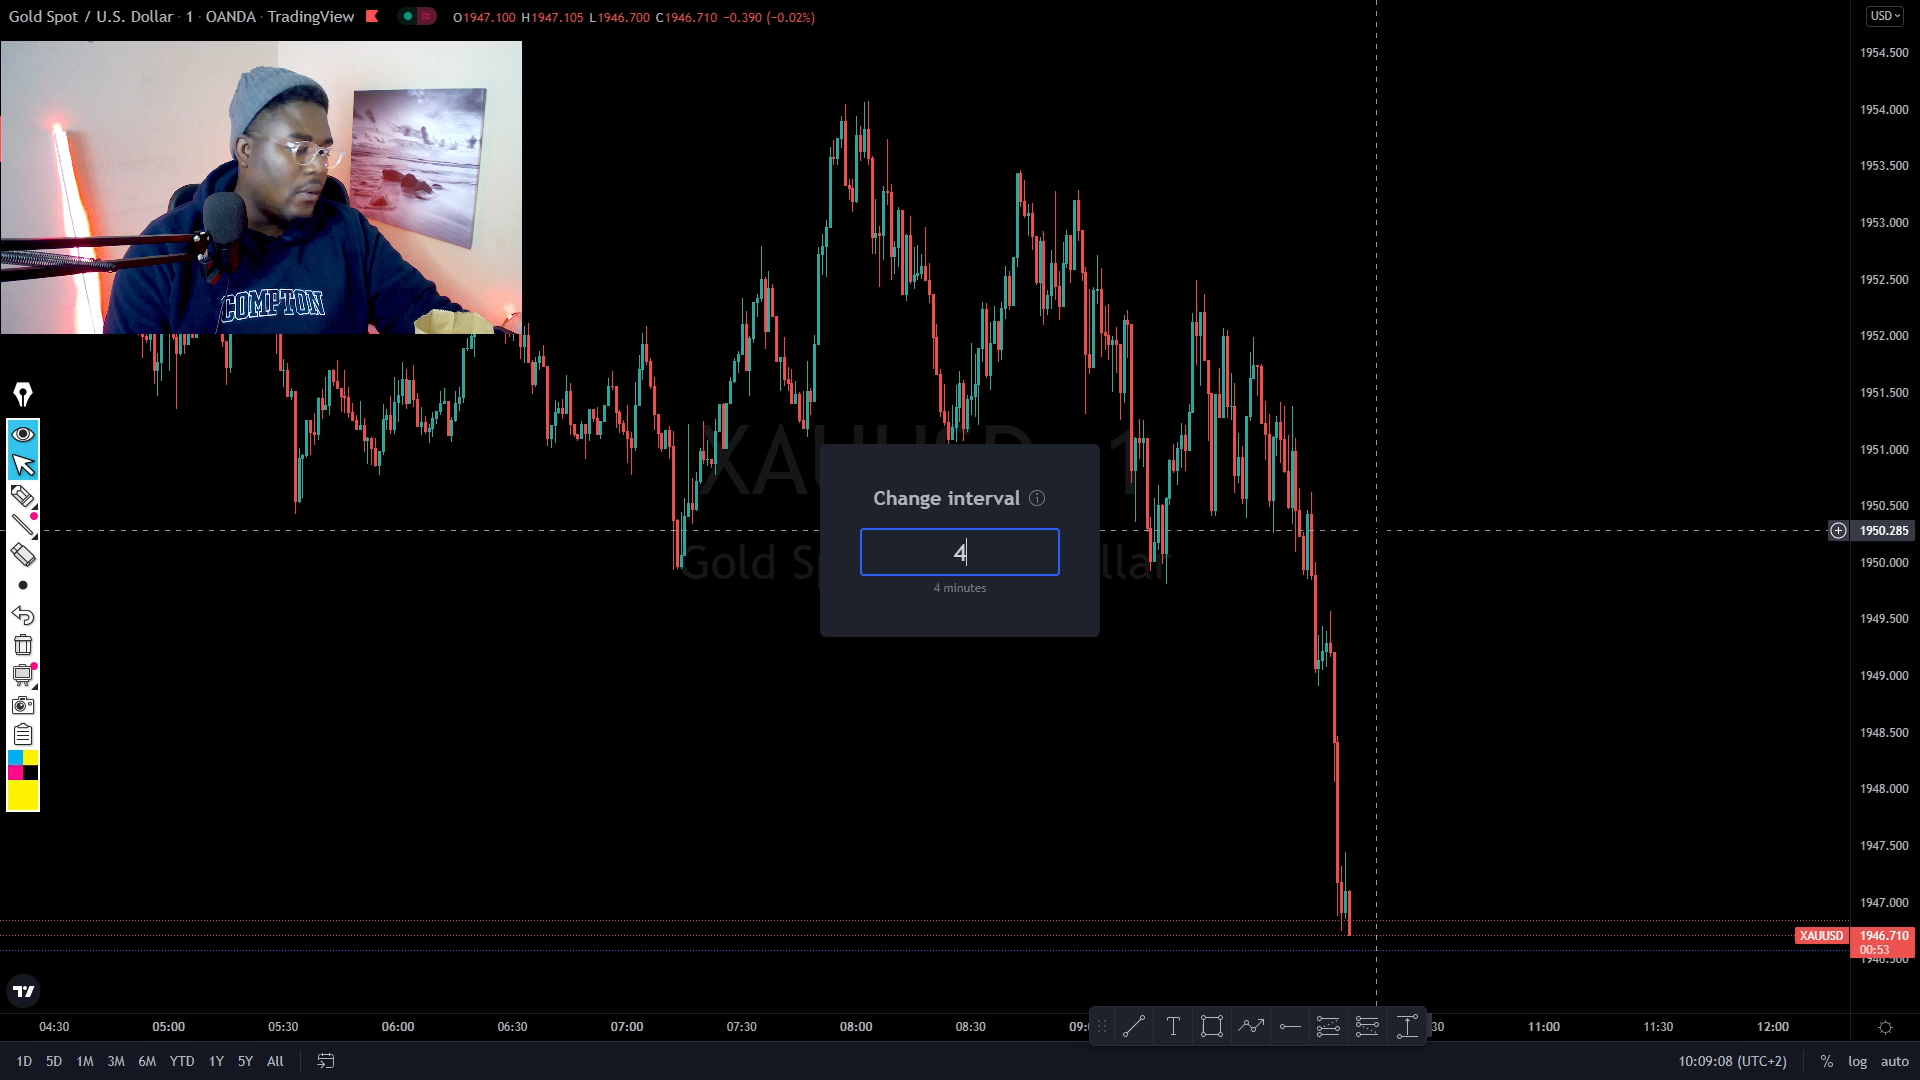 Gold Spot / U.S. Dollar · 1 · OANDA · TradingView
O1947.100 H1947.105 L1946.700 C1946.710 −0.390 (−0.02%)
USD
1954.500
1954.000
1953.500
1953.000
1952.500
1952.000
1951.500
1951.000
1950.500
1950.285
1950.000
1949.500
1949.000
1948.500
1948.000
1947.500
1947.000
XAUUSD 1946.710
00:53
1946.500
COMPTON
Change interval
4
4 minutes
04:30 05:00 05:30 06:00 06:30 07:00 07:30 08:00 08:30 11:00 11:30 12:00
1D 5D 1M 3M 6M YTD 1Y 5Y All
10:09:08 (UTC+2) % log auto